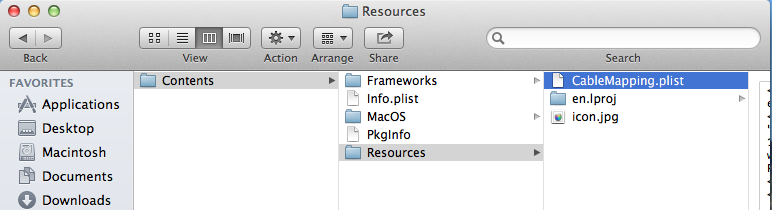 Resources
Back
View
Action
Arrange
Share
Search
FAVORITES
Applications
Desktop
Macintosh
Documents
Downloads
Contents
Frameworks
Info.plist
MacOS
PkgInfo
Resources
CableMapping.plist
en.lproj
icon.jpg